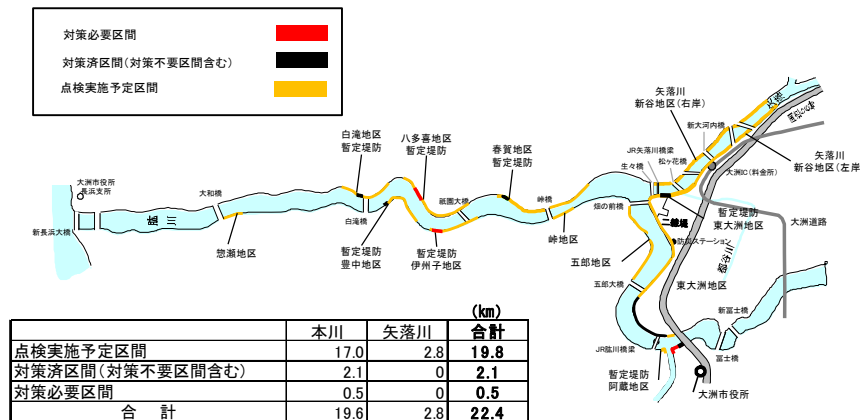 対策必要区間
対策済区間(対策不要区間含む)
点検実施予定区間
矢落川
新谷地区(右岸)
矢落川
新大河内橋
松ヶ花橋
JR矢落川橋梁
生々橋
大洲IC(料金所)
矢落川
新谷地区(左岸
白滝地区
暫定堤防
八多喜地区
暫定堤防
春賀地区
暫定堤防
大洲市役所
長浜支所
大和橋
肱川
新長浜大橋
惣瀬地区
白滝橋
祇園大橋
峠橋
畑の前橋
暫定堤防
豊中地区
暫定堤防
伊州子地区
峠地区
二線堤
暫定堤防
東大洲地区
大洲道路
防災ステーション
五郎地区
五郎大橋
東大洲地区
新冨士橋
冨士橋
JR肱川橋梁
暫定堤防
阿蔵地区
大洲市役所
(km)
本川 矢落川 合計
点検実施予定区間 17.0 2.8 19.8
対策済区間(対策不要区間含む) 2.1 0 2.1
対策必要区間 0.5 0 0.5
合 計 19.6 2.8 22.4